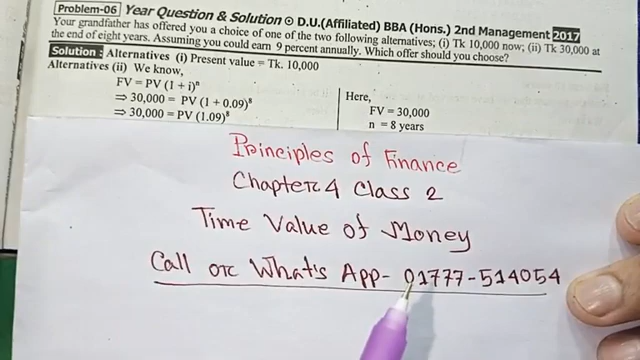 Problem-06 Year Question & Solution ⊙ D.U.(Affiliated) BBA (Hons.) 2nd Management 2017
Your grandfather has offered you a choice of one of the two following alternatives; (i) Tk 10,000 now; (ii) Tk 30,000 at
the end of eight years. Assuming you could earn 9 percent annually. Which offer should you choose?
Solution : Alternatives (i) Present value = Tk. 10,000
Alternatives (ii) We know,
FV = PV (1 + i)ⁿ
⇒ 30,000 = PV (1 + 0.09)⁸
⇒ 30,000 = PV (1.09)⁸
Here,
FV = 30,000
n = 8 years
Principles of Finance
Chapter 4 Class 2
Time Value of Money
Call or What's App- 01777-514054